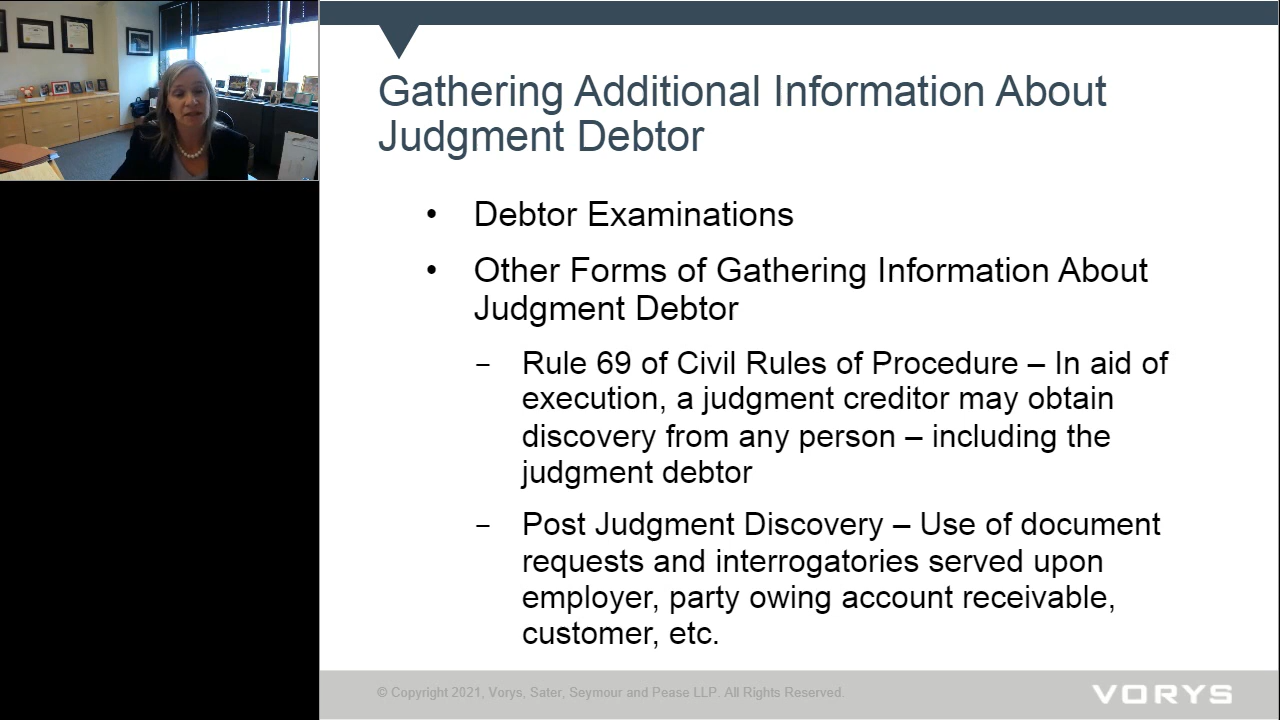 Gathering Additional Information About
Judgment Debtor
• Debtor Examinations
• Other Forms of Gathering Information About
Judgment Debtor
– Rule 69 of Civil Rules of Procedure – In aid of
execution, a judgment creditor may obtain
discovery from any person – including the
judgment debtor
– Post Judgment Discovery – Use of document
requests and interrogatories served upon
employer, party owing account receivable,
customer, etc.
© Copyright 2021, Vorys, Sater, Seymour and Pease LLP. All Rights Reserved.
VORYS